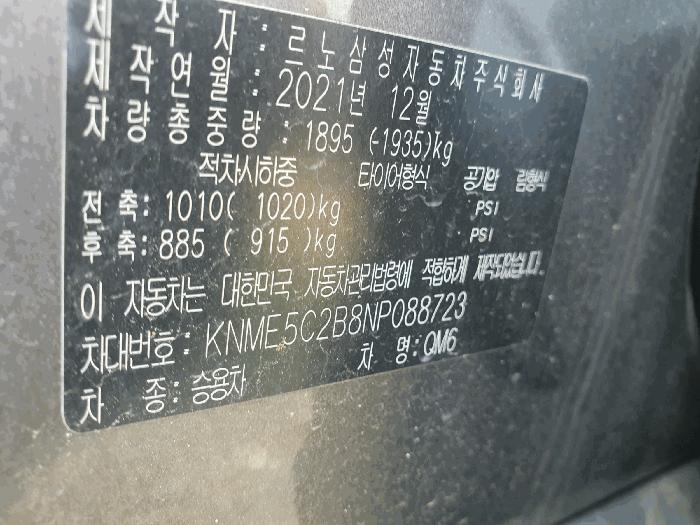 제 작 자 : 르노삼성자동차주식회사
제작연월 : 2021년 12월
차량총중량 : 1895 (-1935)kg
적차시하중 타이어형식 공기압 림형식
전 축: 1010( 1020)kg PSI
후 축: 885 ( 915 )kg PSI
이 자동차는 대한민국 자동차관리법령에 적합하게 제작되었습니다.
차대번호: KNME5C2B8NP088723
차 종: 승용차 차 명: QM6